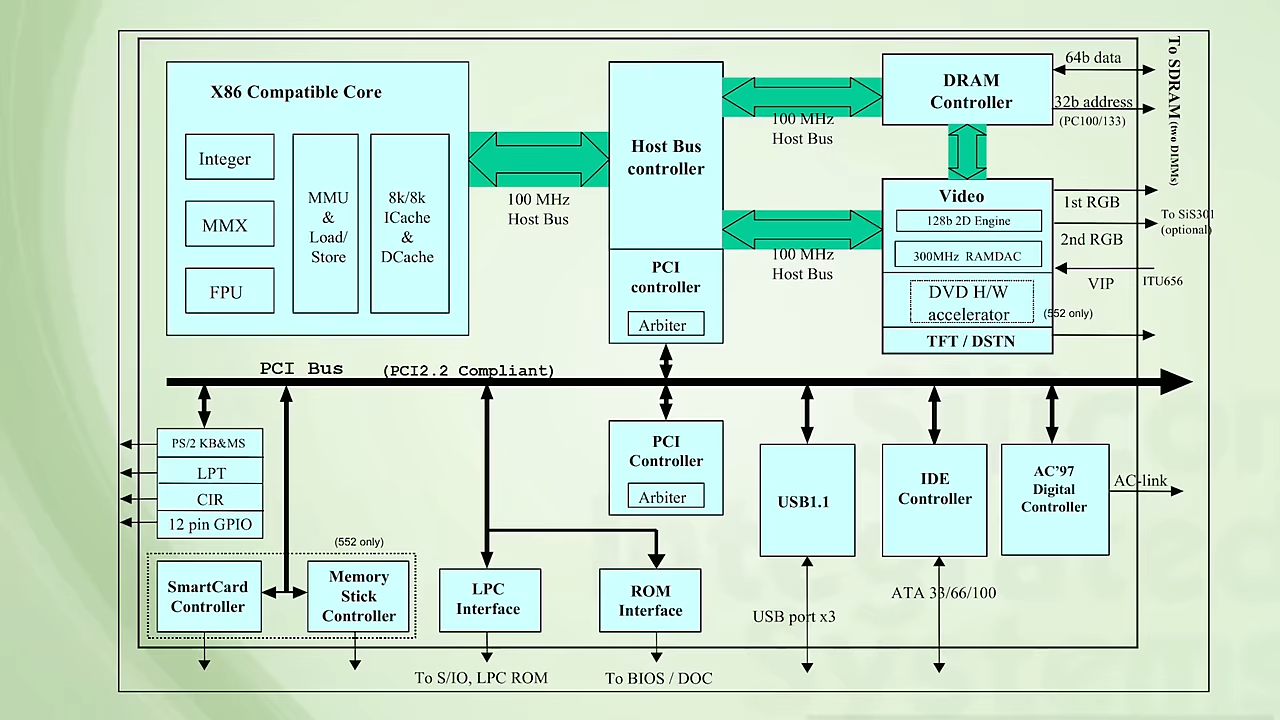 X86 Compatible Core
Integer
MMX
FPU
MMU
&
Load/
Store
8k/8k
ICache
&
DCache
100 MHz
Host Bus
Host Bus
controller
PCI
controller
Arbiter
100 MHz
Host Bus
100 MHz
Host Bus
DRAM
Controller
64b data
32b address
(PC100/133)
To SDRAM (two DIMMs)
Video
128b 2D Engine
300MHz RAMDAC
DVD H/W
accelerator
(552 only)
TFT / DSTN
1st RGB
To SiS301
(optional)
2nd RGB
VIP
ITU656
PCI Bus (PCI2.2 Compliant)
PS/2 KB&MS
LPT
CIR
12 pin GPIO
(552 only)
SmartCard
Controller
Memory
Stick
Controller
LPC
Interface
ROM
Interface
PCI
Controller
Arbiter
USB1.1
IDE
Controller
AC'97
Digital
Controller
AC-link
ATA 33/66/100
USB port x3
To S/IO, LPC ROM
To BIOS / DOC